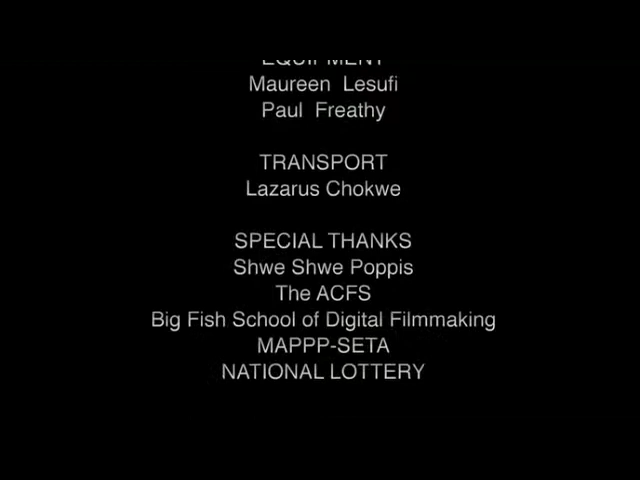 EQUIPMENT
Maureen Lesufi
Paul Freathy
TRANSPORT
Lazarus Chokwe
SPECIAL THANKS
Shwe Shwe Poppis
The ACFS
Big Fish School of Digital Filmmaking
MAPPP-SETA
NATIONAL LOTTERY